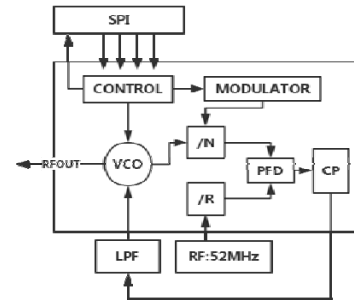 SPI
CONTROL
MODULATOR
RFOUT
VCO
/N
PFD
CP
/R
LPF
RF:52MHz